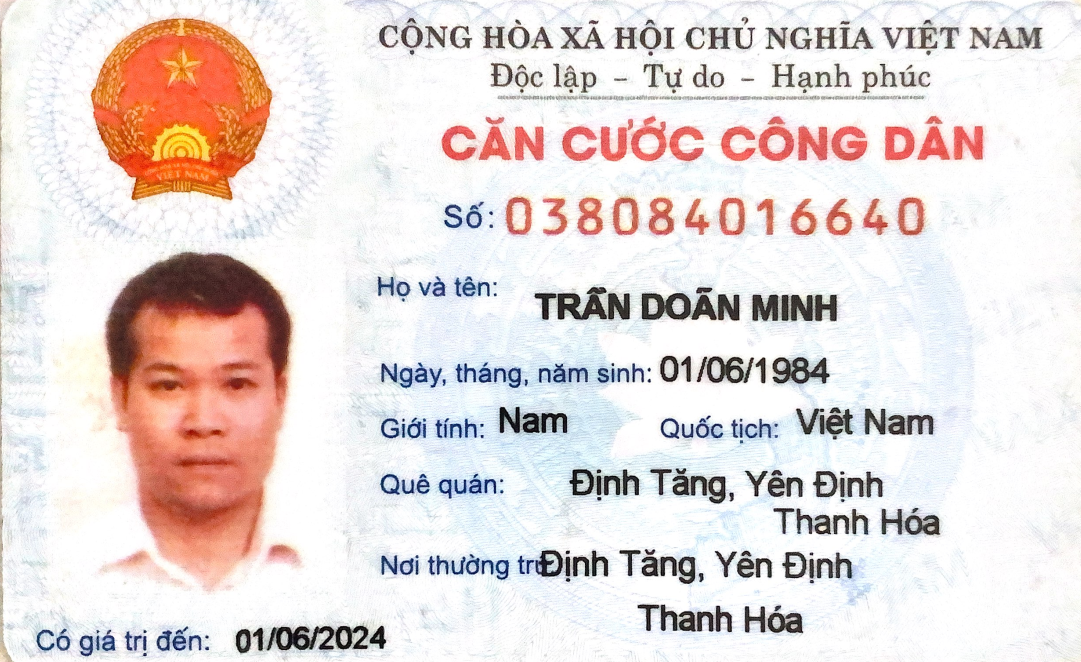 CỘNG HÒA XÃ HỘI CHỦ NGHĨA VIỆT NAM
Độc lập – Tự do – Hạnh phúc
VIỆT NAM
CĂN CƯỚC CÔNG DÂN
Số: 038084016640
Họ và tên: TRẦN DOÃN MINH
Ngày, tháng, năm sinh: 01/06/1984
Giới tính: Nam Quốc tịch: Việt Nam
Quê quán: Định Tăng, Yên Định
Thanh Hóa
Nơi thường trú Định Tăng, Yên Định
Thanh Hóa
Có giá trị đến: 01/06/2024